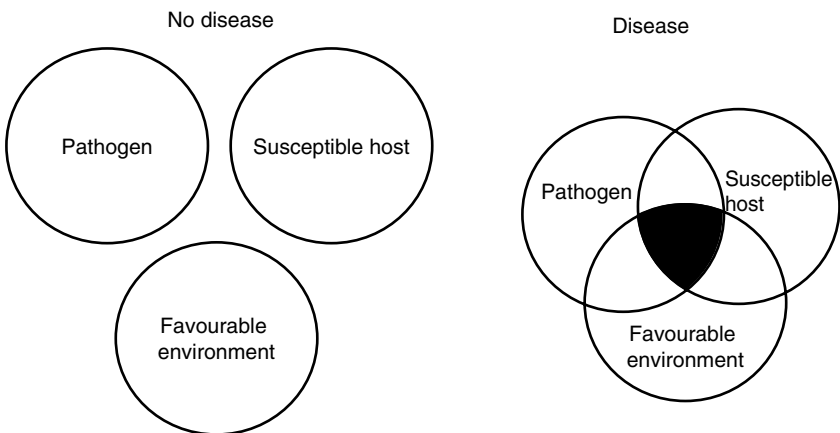 No disease
Pathogen
Susceptible host
Favourable
environment
Disease
Pathogen
Susceptible
host
Favourable
environment